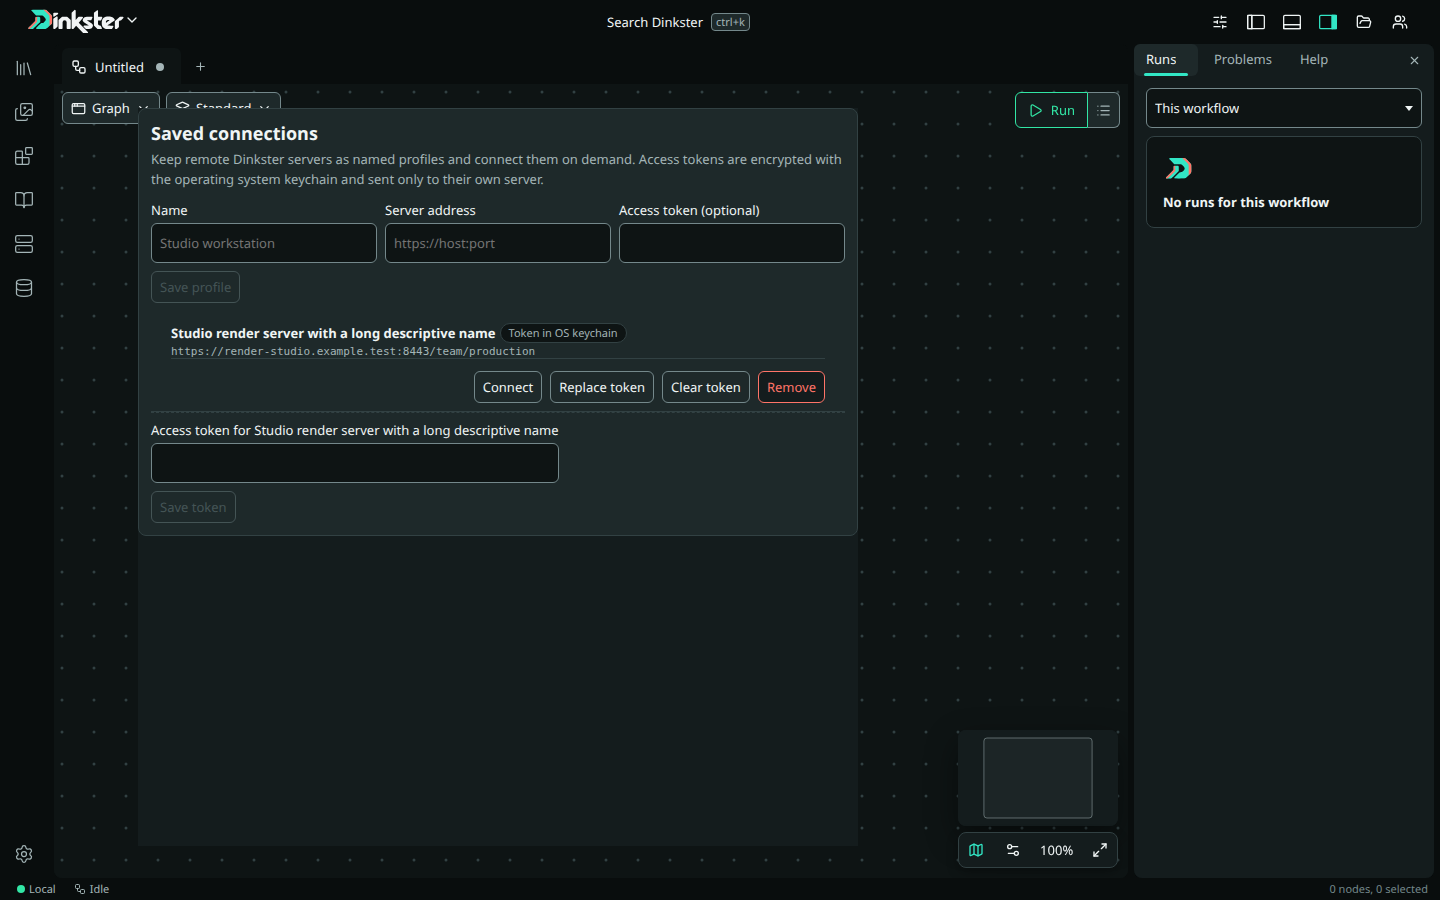 Dinkster
Search Dinkster ctrl+k
Untitled
Graph
Standard
Run
Runs
Problems
Help
This workflow
No runs for this workflow
Saved connections
Keep remote Dinkster servers as named profiles and connect them on demand. Access tokens are encrypted with
the operating system keychain and sent only to their own server.
Name
Server address
Access token (optional)
Studio workstation
https://host:port
Save profile
Studio render server with a long descriptive name Token in OS keychain
https://render-studio.example.test:8443/team/production
Connect
Replace token
Clear token
Remove
Access token for Studio render server with a long descriptive name
Save token
100%
Local
Idle
0 nodes, 0 selected